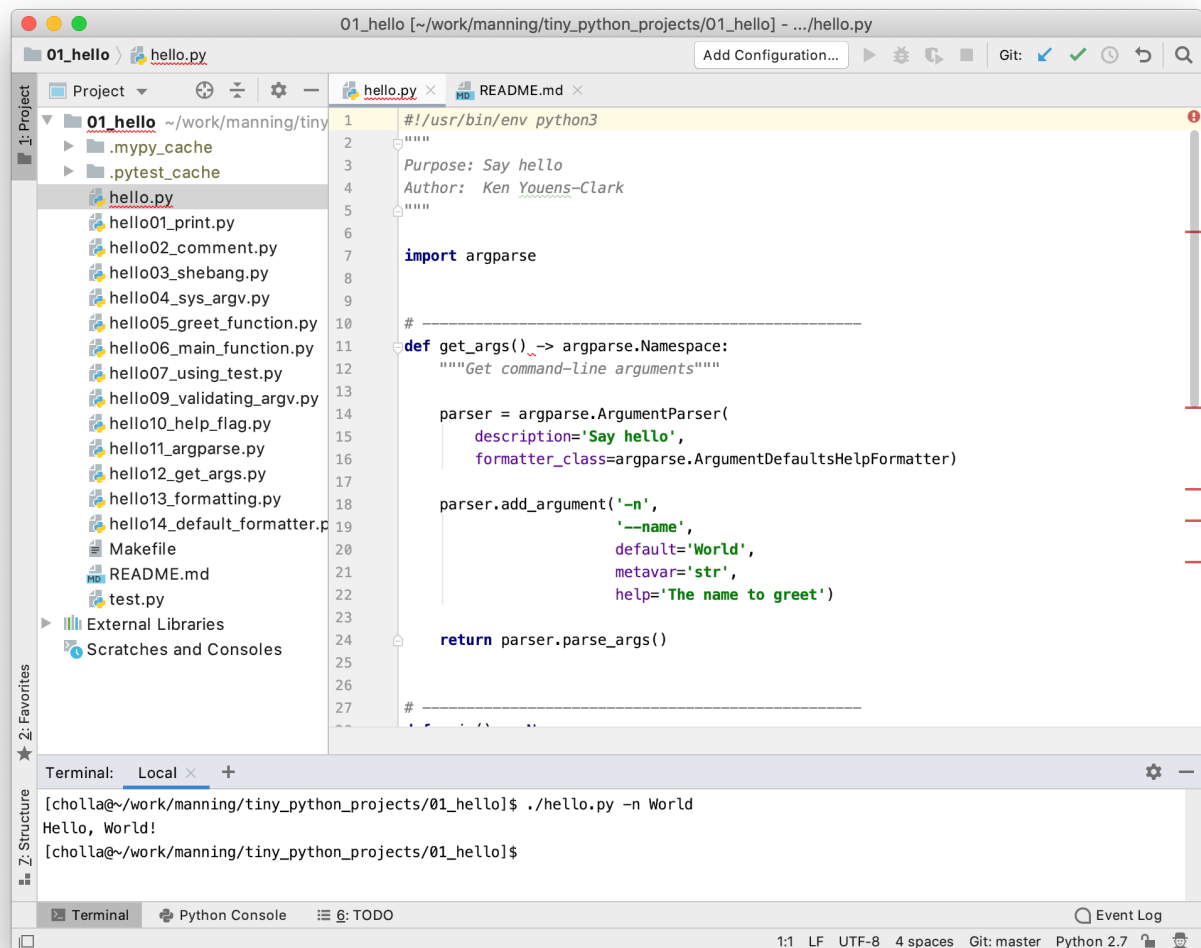 01_hello [~/work/manning/tiny_python_projects/01_hello] - .../hello.py
01_hello hello.py Add Configuration... Git:
1: Project
Project
hello.py README.md
01_hello ~/work/manning/tiny
.mypy_cache
.pytest_cache
hello.py
hello01_print.py
hello02_comment.py
hello03_shebang.py
hello04_sys_argv.py
hello05_greet_function.py
hello06_main_function.py
hello07_using_test.py
hello09_validating_argv.py
hello10_help_flag.py
hello11_argparse.py
hello12_get_args.py
hello13_formatting.py
hello14_default_formatter.p
Makefile
MD README.md
test.py
External Libraries
Scratches and Consoles
2: Favorites
Z: Structure
1 #!/usr/bin/env python3
2 """
3 Purpose: Say hello
4 Author:  Ken Youens-Clark
5 """
6
7 import argparse
8
9
10 # --------------------------------------------------
11 def get_args() -> argparse.Namespace:
12     """Get command-line arguments"""
13
14     parser = argparse.ArgumentParser(
15         description='Say hello',
16         formatter_class=argparse.ArgumentDefaultsHelpFormatter)
17
18     parser.add_argument('-n',
19                         '--name',
20                         default='World',
21                         metavar='str',
22                         help='The name to greet')
23
24     return parser.parse_args()
25
26
27 # --------------------------------------------------
Terminal: Local +
[cholla@~/work/manning/tiny_python_projects/01_hello]$ ./hello.py -n World
Hello, World!
[cholla@~/work/manning/tiny_python_projects/01_hello]$
Terminal Python Console 6: TODO Event Log
1:1 LF UTF-8 4 spaces Git: master Python 2.7